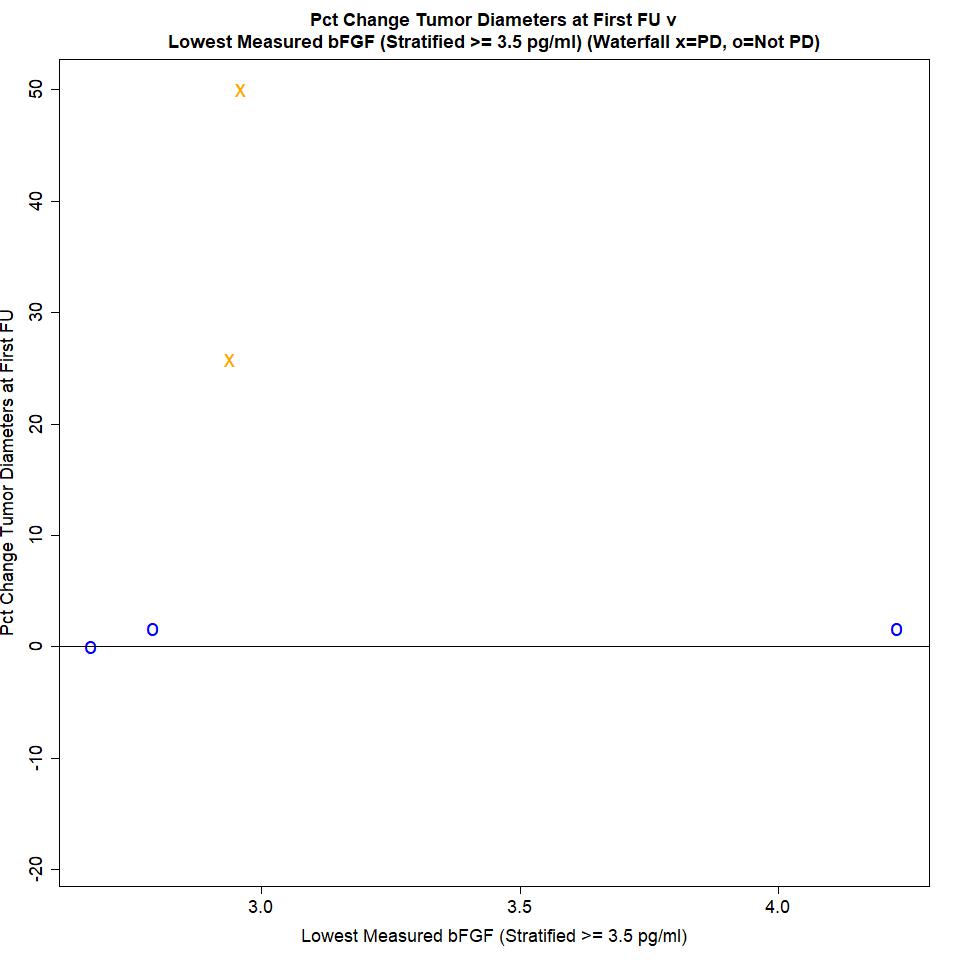 Pct Change Tumor Diameters at First FU v
Lowest Measured bFGF (Stratified >= 3.5 pg/ml) (Waterfall x=PD, o=Not PD)
Pct Change Tumor Diameters at First FU
50
40
30
20
10
0
-10
-20
X
X
O
O
O
3.0
3.5
4.0
Lowest Measured bFGF (Stratified >= 3.5 pg/ml)